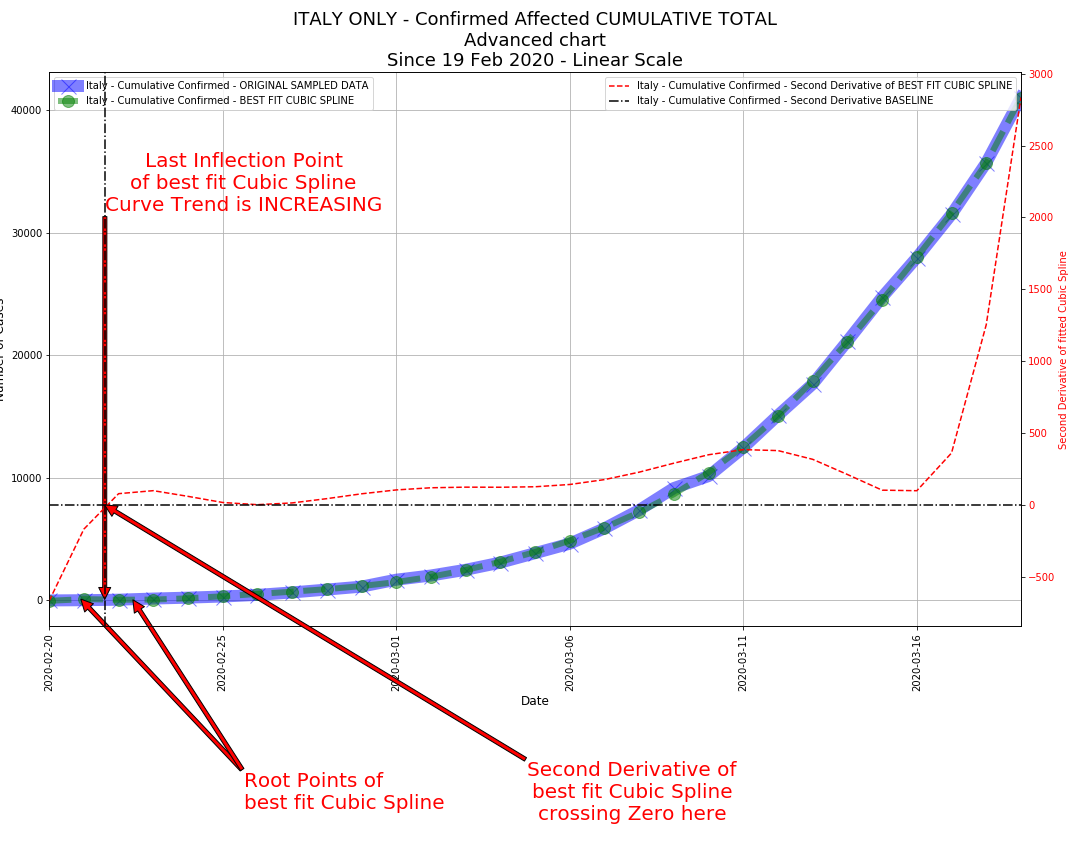 ITALY ONLY - Confirmed Affected CUMULATIVE TOTAL
Advanced chart
Since 19 Feb 2020 - Linear Scale
Italy - Cumulative Confirmed - ORIGINAL SAMPLED DATA
Italy - Cumulative Confirmed - BEST FIT CUBIC SPLINE
Italy - Cumulative Confirmed - Second Derivative of BEST FIT CUBIC SPLINE
Italy - Cumulative Confirmed - Second Derivative BASELINE
Last Inflection Point
of best fit Cubic Spline
Curve Trend is INCREASING
40000
30000
20000
10000
0
3000
2500
2000
1500
1000
500
0
−500
Second Derivative of fitted Cubic Spline
2020-02-20
2020-02-25
2020-03-01
2020-03-06
2020-03-11
2020-03-16
Date
Root Points of
best fit Cubic Spline
Second Derivative of
best fit Cubic Spline
crossing Zero here